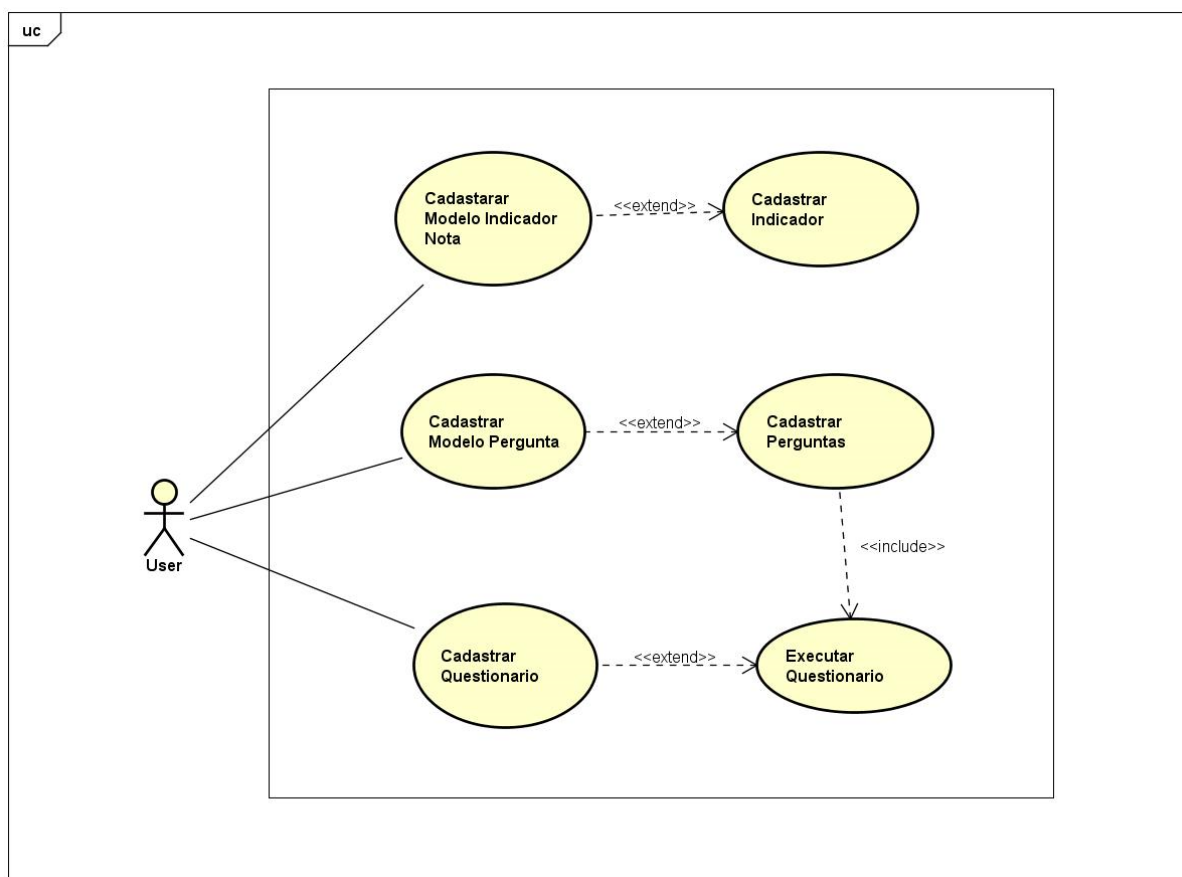 uc
Cadastarar
Modelo Indicador
Nota
<<extend>>
Cadastrar
Indicador
Cadastrar
Modelo Pergunta
<<extend>>
Cadastrar
Perguntas
User
<<include>>
Cadastrar
Questionario
<<extend>>
Executar
Questionario